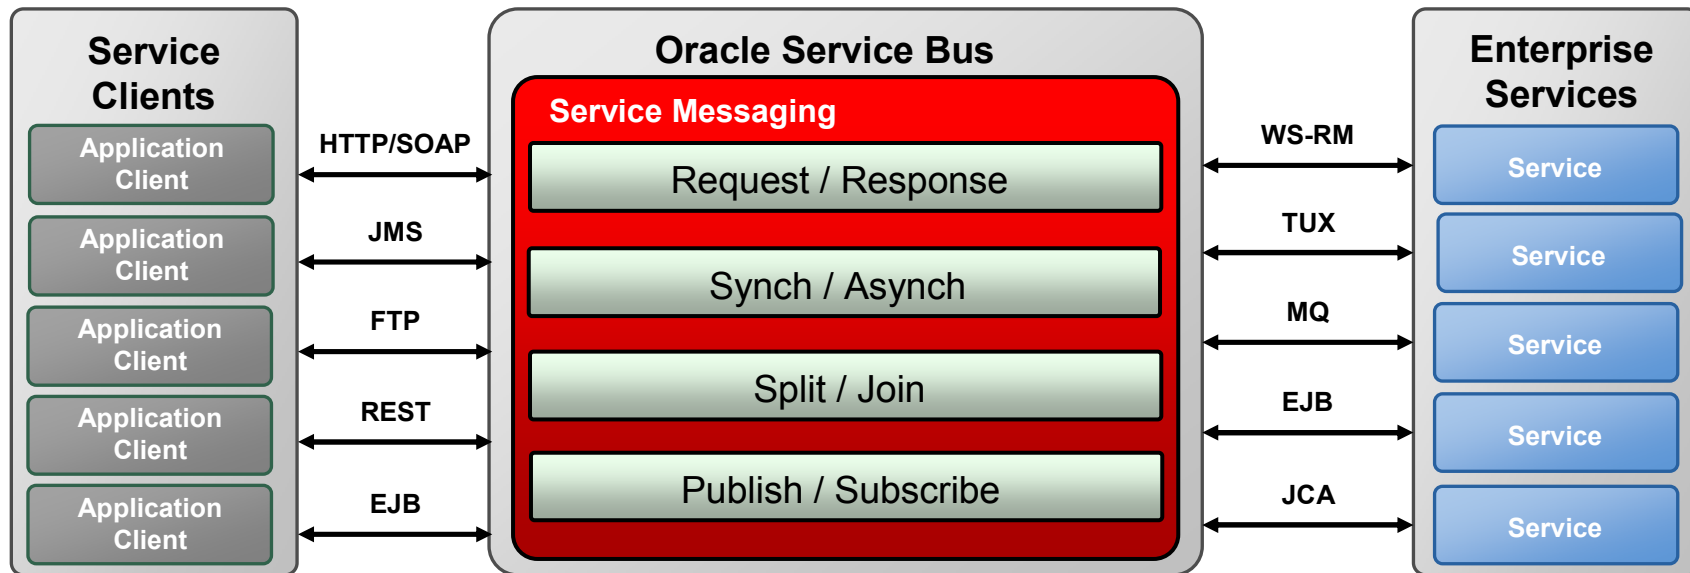 Service
Clients
Application
Client
Application
Client
Application
Client
Application
Client
Application
Client
HTTP/SOAP
JMS
FTP
REST
EJB
Oracle Service Bus
Service Messaging
Request / Response
Synch / Asynch
Split / Join
Publish / Subscribe
WS-RM
TUX
MQ
EJB
JCA
Enterprise
Services
Service
Service
Service
Service
Service